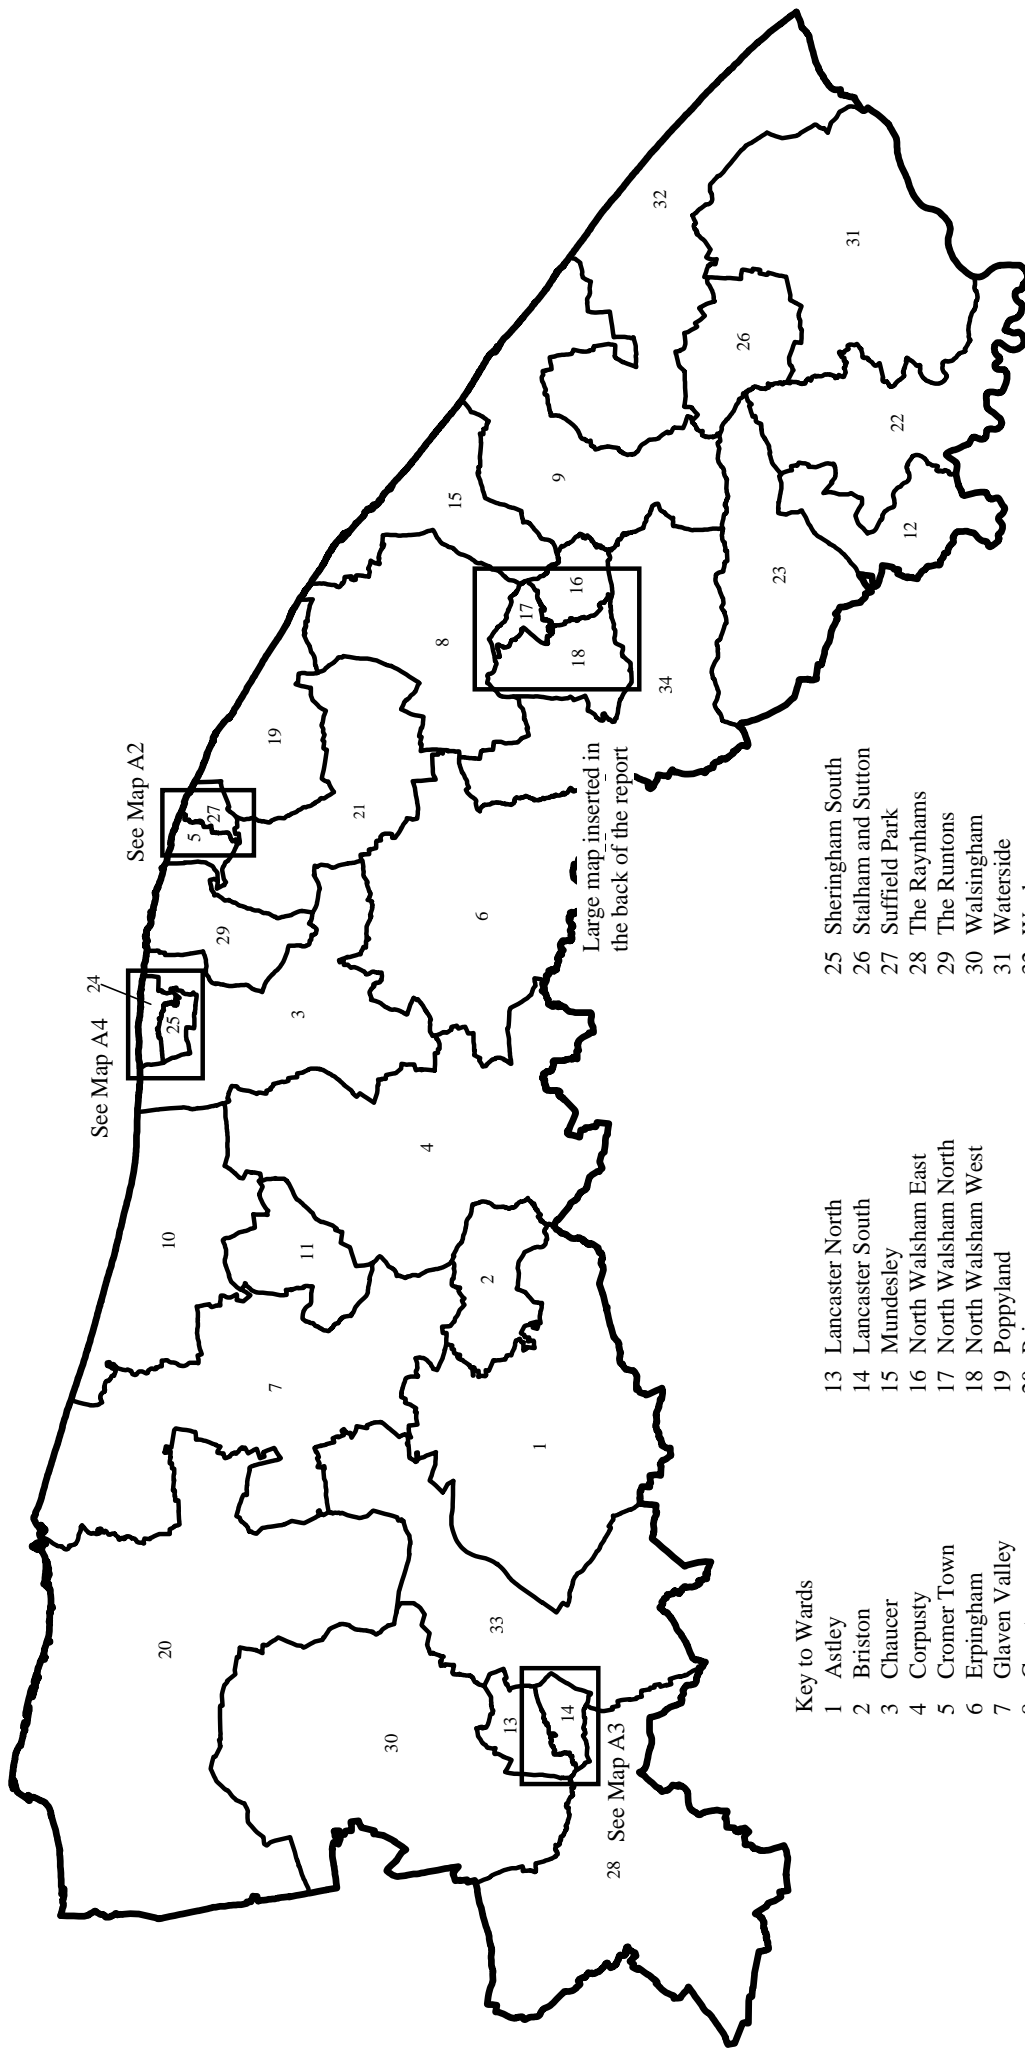 See Map A2
See Map A4
24
5
27
19
25
29
21
3
15
32
10
8
9
31
11
17
16
26
20
7
4
6
18
34
22
2
Large map inserted in
the back of the report
23
12
1
30
33
13
14
See Map A3
28
Key to Wards
1 Astley
2 Briston
3 Chaucer
4 Corpusty
5 Cromer Town
6 Erpingham
7 Glaven Valley
8
13 Lancaster North
14 Lancaster South
15 Mundesley
16 North Walsham East
17 North Walsham North
18 North Walsham West
19 Poppyland
20
25 Sheringham South
26 Stalham and Sutton
27 Suffield Park
28 The Raynhams
29 The Runtons
30 Walsingham
31 Waterside